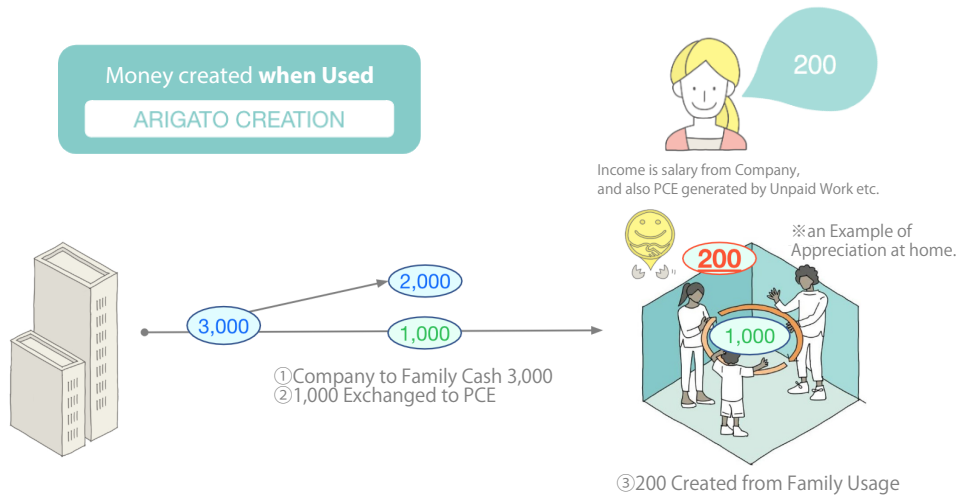 Money created when Used
ARIGATO CREATION
200
Income is salary from Company,
and also PCE generated by Unpaid Work etc.
※an Example of
Appreciation at home.
200
2,000
3,000
1,000
1,000
①Company to Family Cash 3,000
②1,000 Exchanged to PCE
③200 Created from Family Usage